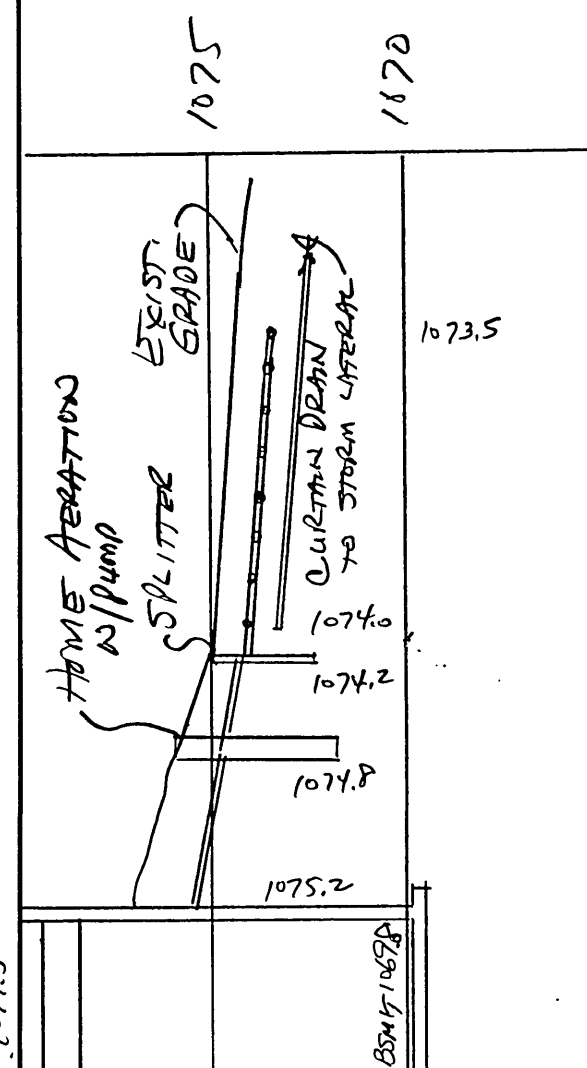 1075
1070
EXIST.
GRADE
HOME AERATION
W/PUMP
SPLITTER
CURTAIN DRAIN
TO STORM LATERAL
1073.5
1074.0
1074.2
1074.8
1075.2
BSMT 1069.8